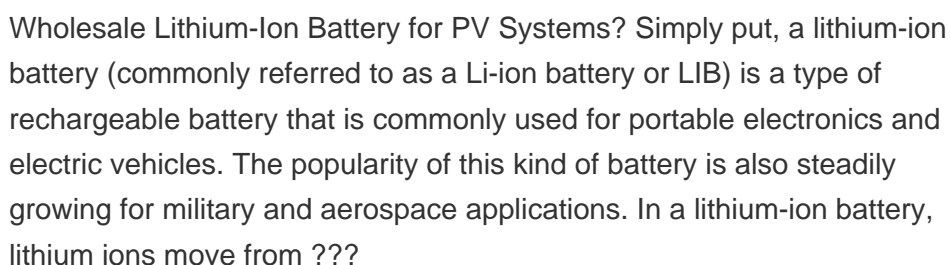 Wholesale Lithium-Ion Battery for PV Systems? Simply put, a lithium-ion
battery (commonly referred to as a Li-ion battery or LIB) is a type of
rechargeable battery that is commonly used for portable electronics and
electric vehicles. The popularity of this kind of battery is also steadily
growing for military and aerospace applications. In a lithium-ion battery,
lithium ions move from ???